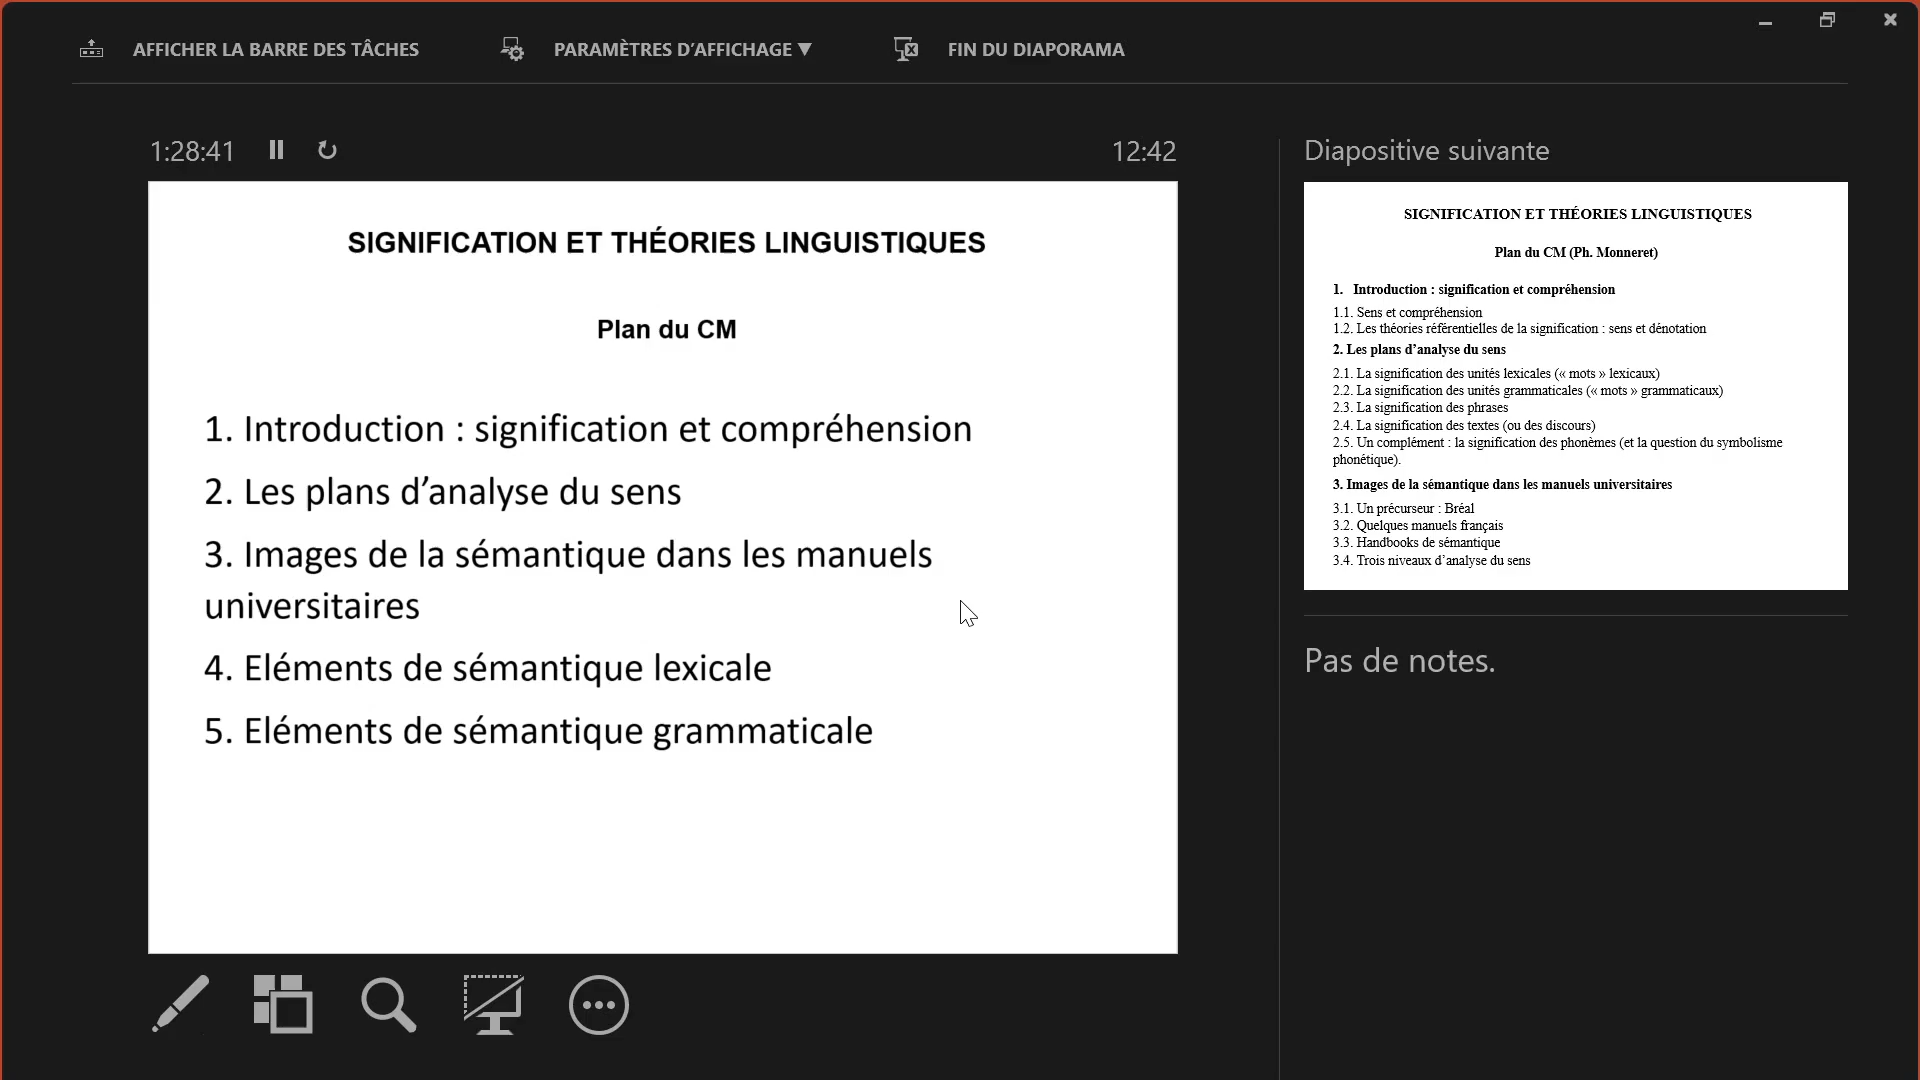 AFFICHER LA BARRE DES TÂCHES
PARAMÈTRES D'AFFICHAGE ▼
FIN DU DIAPORAMA
1:28:41
12:42
SIGNIFICATION ET THÉORIES LINGUISTIQUES
Plan du CM
1. Introduction : signification et compréhension
2. Les plans d’analyse du sens
3. Images de la sémantique dans les manuels
universitaires
4. Eléments de sémantique lexicale
5. Eléments de sémantique grammaticale
Diapositive suivante
SIGNIFICATION ET THÉORIES LINGUISTIQUES
Plan du CM (Ph. Monneret)
1. Introduction : signification et compréhension
1.1. Sens et compréhension
1.2. Les théories référentielles de la signification : sens et dénotation
2. Les plans d’analyse du sens
2.1. La signification des unités lexicales (« mots » lexicaux)
2.2. La signification des unités grammaticales (« mots » grammaticaux)
2.3. La signification des phrases
2.4. La signification des textes (ou des discours)
2.5. Un complément : la signification des phonèmes (et la question du symbolisme
phonétique).
3. Images de la sémantique dans les manuels universitaires
3.1. Un précurseur : Bréal
3.2. Quelques manuels français
3.3. Handbooks de sémantique
3.4. Trois niveaux d’analyse du sens
Pas de notes.